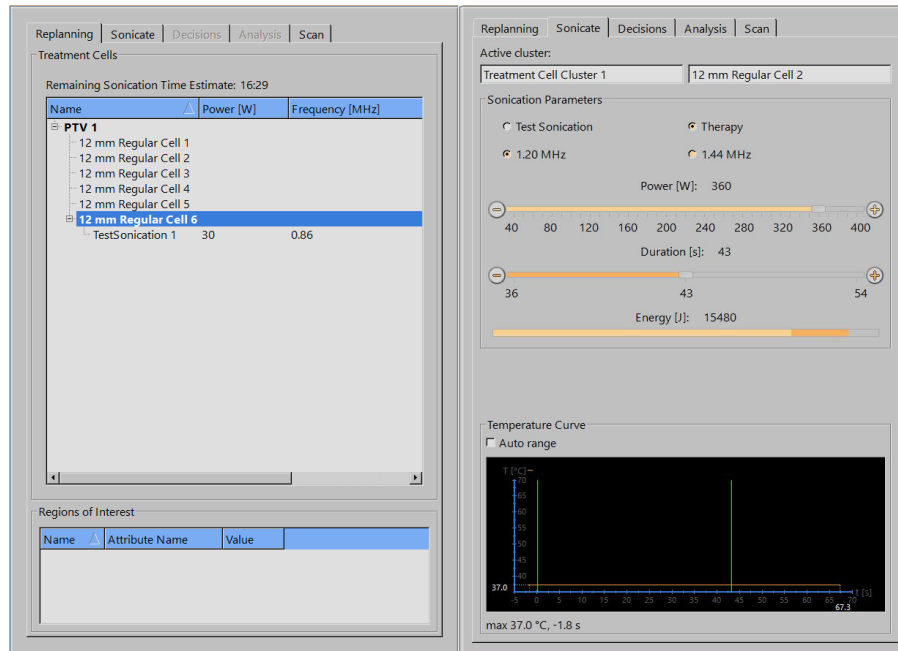 Replanning Sonicate Decisions Analysis Scan
Treatment Cells
Remaining Sonication Time Estimate: 16:29
Name Power [W] Frequency [MHz]
PTV 1
12 mm Regular Cell 1
12 mm Regular Cell 2
12 mm Regular Cell 3
12 mm Regular Cell 4
12 mm Regular Cell 5
12 mm Regular Cell 6
TestSonication 1 30 0.86
Regions of Interest
Name Attribute Name Value
Replanning Sonicate Decisions Analysis Scan
Active cluster:
Treatment Cell Cluster 1 12 mm Regular Cell 2
Sonication Parameters
Test Sonication Therapy
1.20 MHz 1.44 MHz
Power [W]: 360
40 80 120 160 200 240 280 320 360 400
Duration [s]: 43
36 43 54
Energy [J]: 15480
Temperature Curve
Auto range
T [°C]
70
65
60
55
50
45
40
37.0
-5 0 5 10 15 20 25 30 35 40 45 50 55 60 65 70 t [s]
67.3
max 37.0 °C, -1.8 s